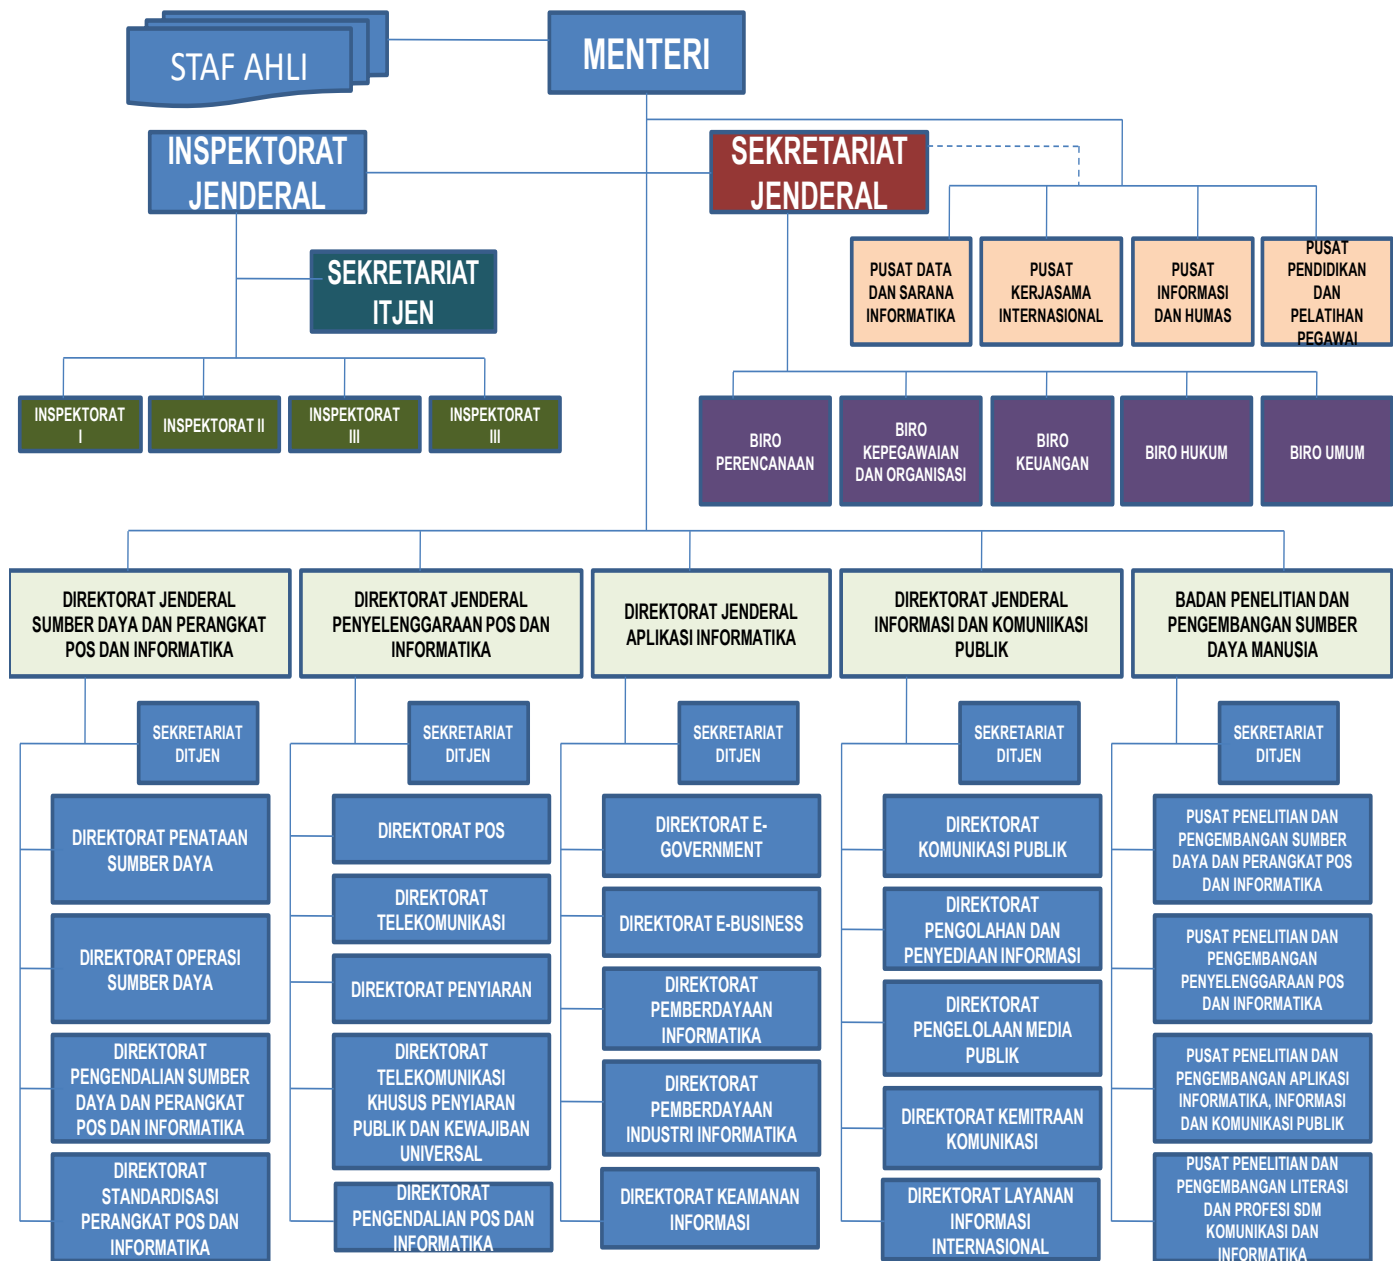 STAF AHLI
MENTERI
INSPEKTORAT
JENDERAL
SEKRETARIAT
JENDERAL
SEKRETARIAT
ITJEN
PUSAT DATA
DAN SARANA
INFORMATIKA
PUSAT
KERJASAMA
INTERNASIONAL
PUSAT
INFORMASI
DAN HUMAS
PUSAT
PENDIDIKAN
DAN
PELATIHAN
PEGAWAI
INSPEKTORAT
I
INSPEKTORAT II
INSPEKTORAT
III
INSPEKTORAT
III
BIRO
PERENCANAAN
BIRO
KEPEGAWAIAN
DAN ORGANISASI
BIRO
KEUANGAN
BIRO HUKUM
BIRO UMUM
DIREKTORAT JENDERAL
SUMBER DAYA DAN PERANGKAT
POS DAN INFORMATIKA
DIREKTORAT JENDERAL
PENYELENGGARAAN POS DAN
INFORMATIKA
DIREKTORAT JENDERAL
APLIKASI INFORMATIKA
DIREKTORAT JENDERAL
INFORMASI DAN KOMUNIIKASI
PUBLIK
BADAN PENELITIAN DAN
PENGEMBANGAN SUMBER
DAYA MANUSIA
SEKRETARIAT
DITJEN
DIREKTORAT PENATAAN
SUMBER DAYA
DIREKTORAT OPERASI
SUMBER DAYA
DIREKTORAT
PENGENDALIAN SUMBER
DAYA DAN PERANGKAT
POS DAN INFORMATIKA
DIREKTORAT
STANDARDISASI
PERANGKAT POS DAN
INFORMATIKA
SEKRETARIAT
DITJEN
DIREKTORAT POS
DIREKTORAT
TELEKOMUNIKASI
DIREKTORAT PENYIARAN
DIREKTORAT
TELEKOMUNIKASI
KHUSUS PENYIARAN
PUBLIK DAN KEWAJIBAN
UNIVERSAL
DIREKTORAT
PENGENDALIAN POS DAN
INFORMATIKA
SEKRETARIAT
DITJEN
DIREKTORAT E-
GOVERNMENT
DIREKTORAT E-BUSINESS
DIREKTORAT
PEMBERDAYAAN
INFORMATIKA
DIREKTORAT
PEMBERDAYAAN
INDUSTRI INFORMATIKA
DIREKTORAT KEAMANAN
INFORMASI
SEKRETARIAT
DITJEN
DIREKTORAT
KOMUNIKASI PUBLIK
DIREKTORAT
PENGOLAHAN DAN
PENYEDIAAN INFORMASI
DIREKTORAT
PENGELOLAAN MEDIA
PUBLIK
DIREKTORAT KEMITRAAN
KOMUNIKASI
DIREKTORAT LAYANAN
INFORMASI
INTERNASIONAL
SEKRETARIAT
DITJEN
PUSAT PENELITIAN DAN
PENGEMBANGAN SUMBER
DAYA DAN PERANGKAT POS
DAN INFORMATIKA
PUSAT PENELITIAN DAN
PENGEMBANGAN
PENYELENGGARAAN POS
DAN INFORMATIKA
PUSAT PENELITIAN DAN
PENGEMBANGAN APLIKASI
INFORMATIKA, INFORMASI
DAN KOMUNIKASI PUBLIK
PUSAT PENELITIAN DAN
PENGEMBANGAN LITERASI
DAN PROFESI SDM
KOMUNIKASI DAN
INFORMATIKA